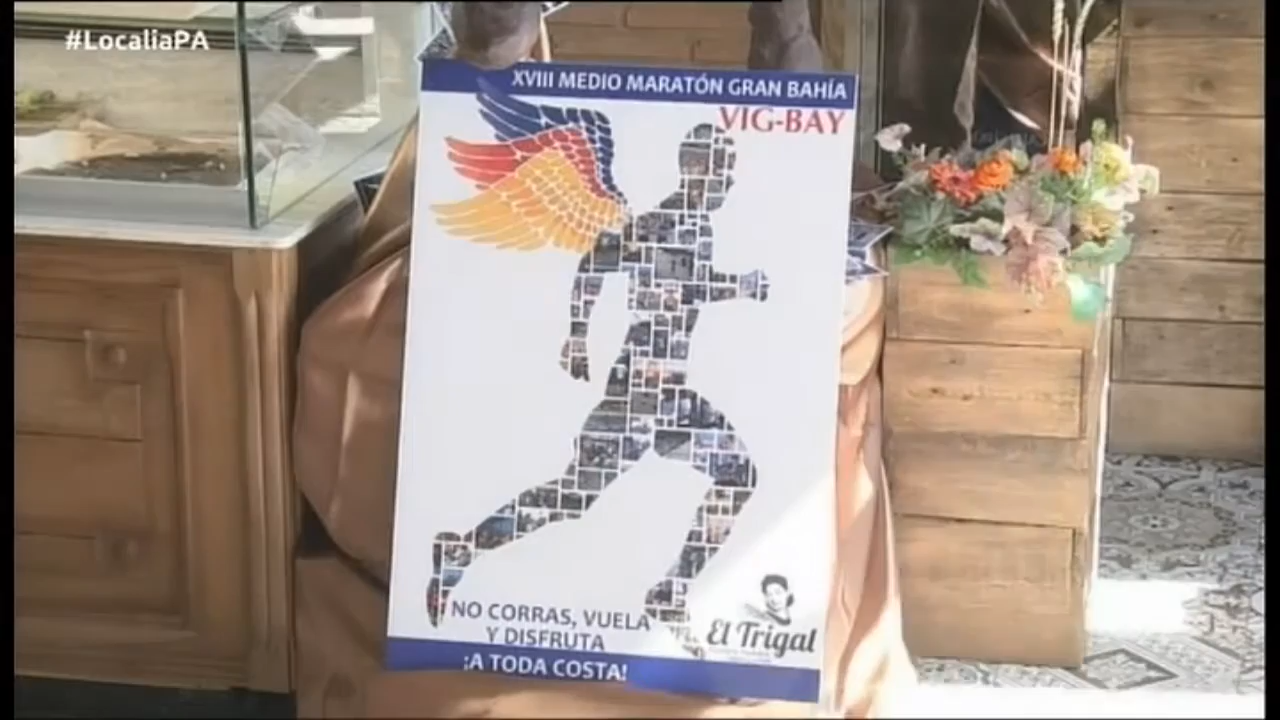 #LocaliaPA
XVIII MEDIO MARATÓN GRAN BAHÍA
VIG-BAY
NO CORRAS, VUELA
Y DISFRUTA
El Trigal
¡A TODA COSTA!